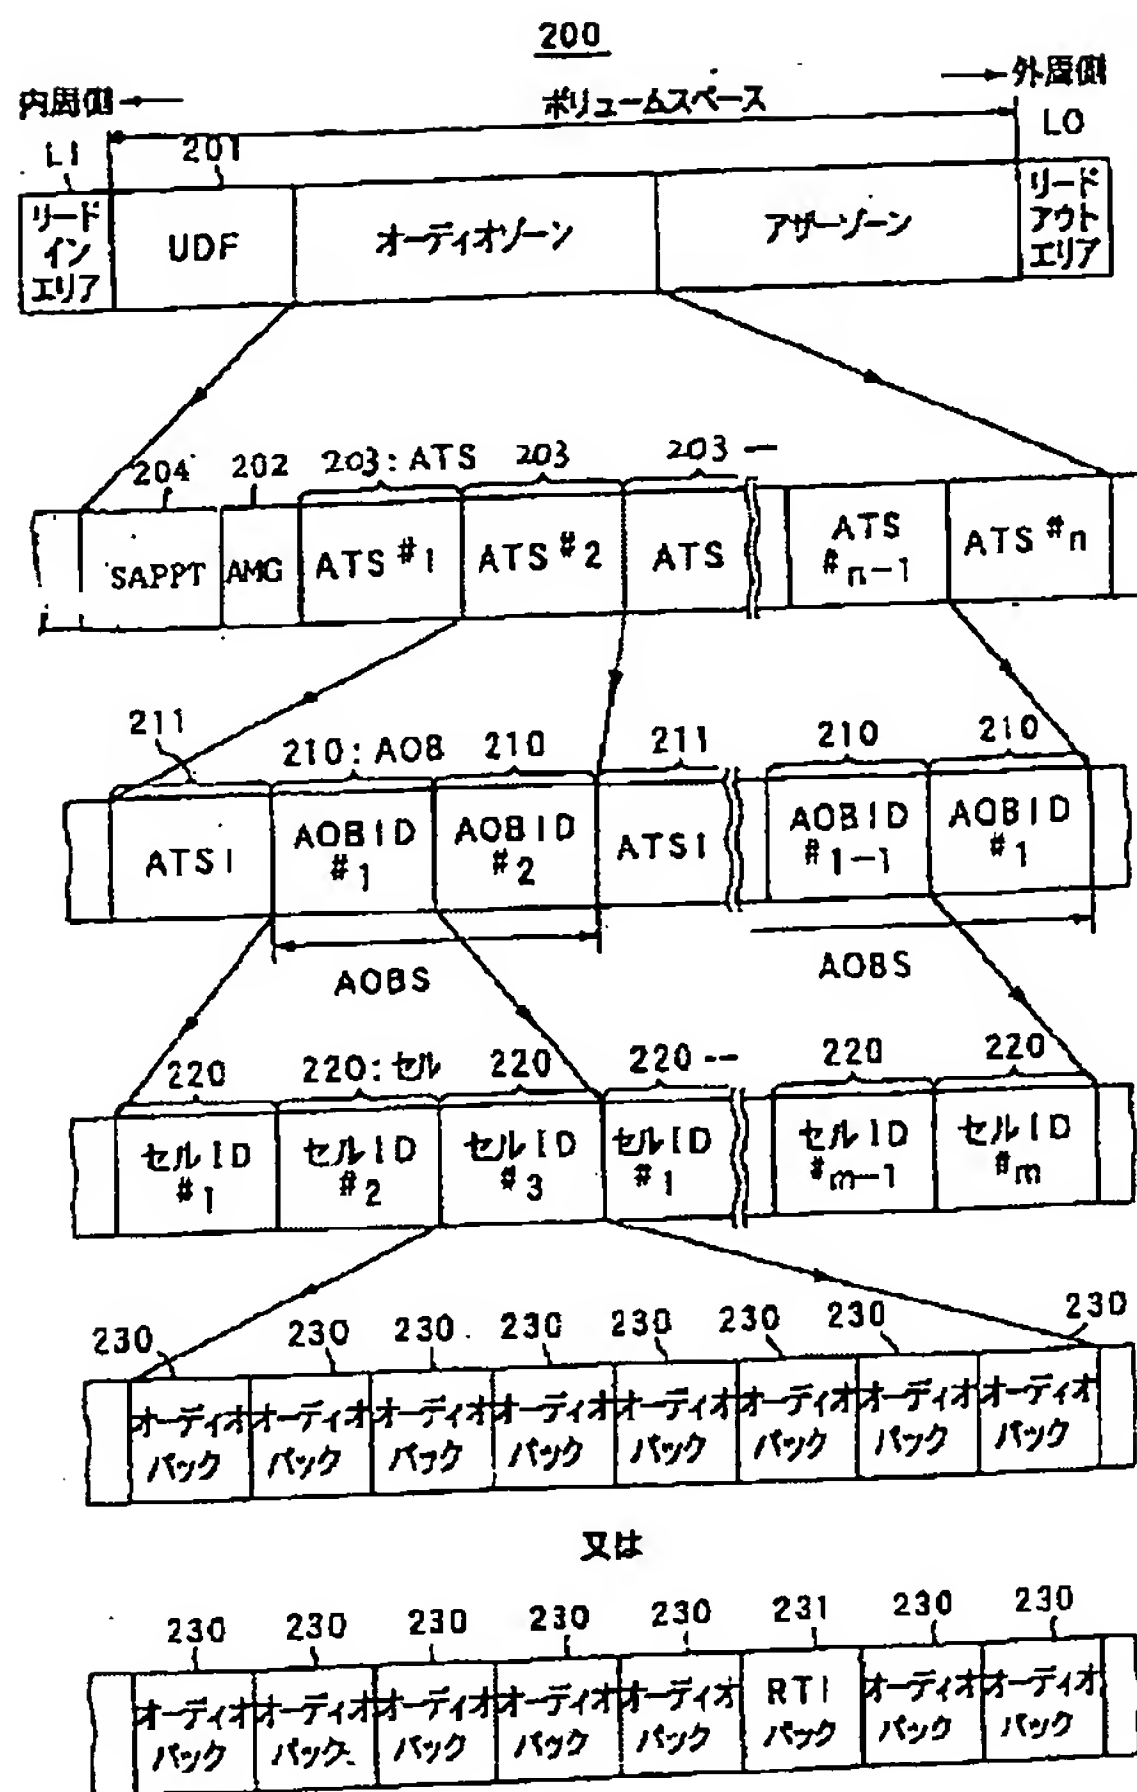 200
内周側
ボリュームスペース
外周側
LI
201
LO
リード
イン
エリア
UDF
オーディオゾーン
アザーゾーン
リード
アウト
エリア
204
202
203:ATS
203
203
SAPPT
AMG
ATS #1
ATS #2
ATS
ATS
#n-1
ATS #n
211
210:AOB
210
211
210
210
ATSI
AOBID
#1
AOBID
#2
ATSI
AOBID
#1-1
AOBID
#1
AOBS
AOBS
220
220:セル
220
220
220
220
セルID
#1
セルID
#2
セルID
#3
セルID
#1
セルID
#m-1
セルID
#m
230
230
230
230
230
230
230
230
オーディオ
パック
オーディオ
パック
オーディオ
パック
オーディオ
パック
オーディオ
パック
オーディオ
パック
オーディオ
パック
オーディオ
パック
又は
230
230
230
230
230
231
230
230
オーディオ
パック
オーディオ
パック
オーディオ
パック
オーディオ
パック
オーディオ
パック
RTI
パック
オーディオ
パック
オーディオ
パック